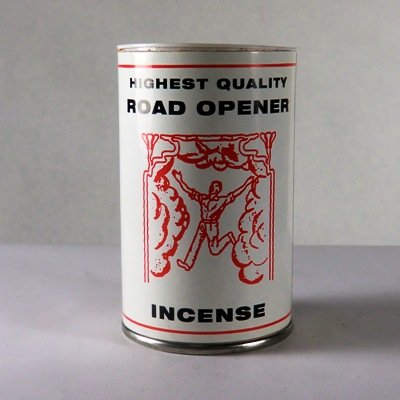 HIGHEST QUALITY
ROAD OPENER
INCENSE